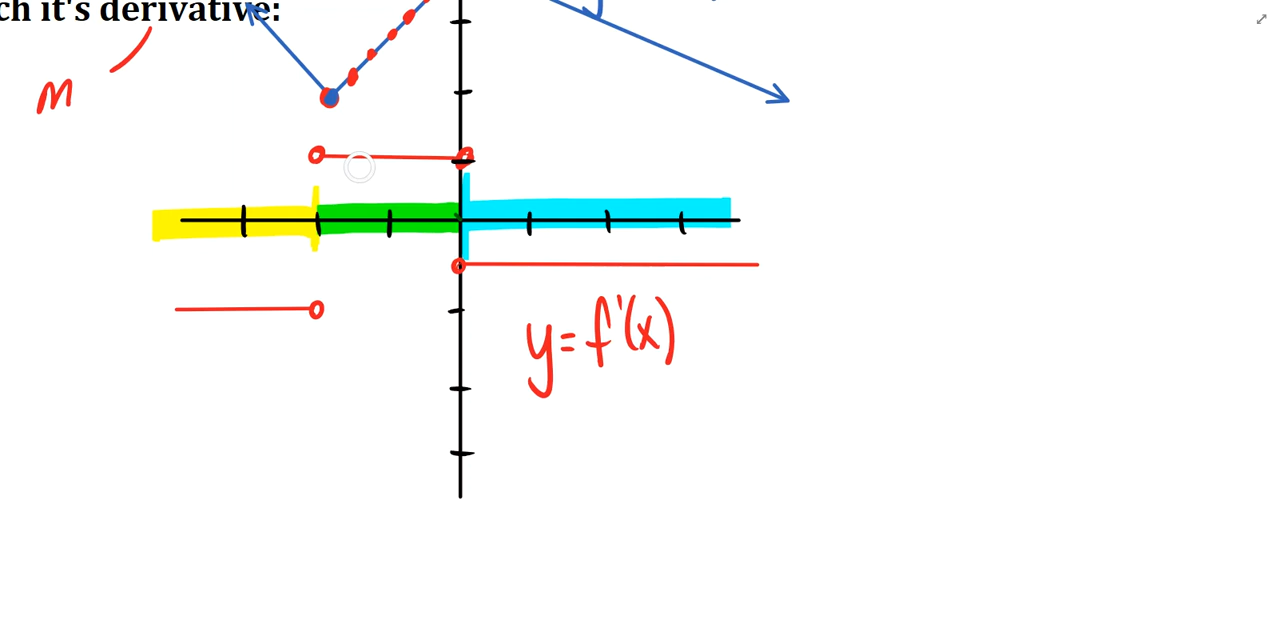 ch it's derivative:
m
y=f'(x)